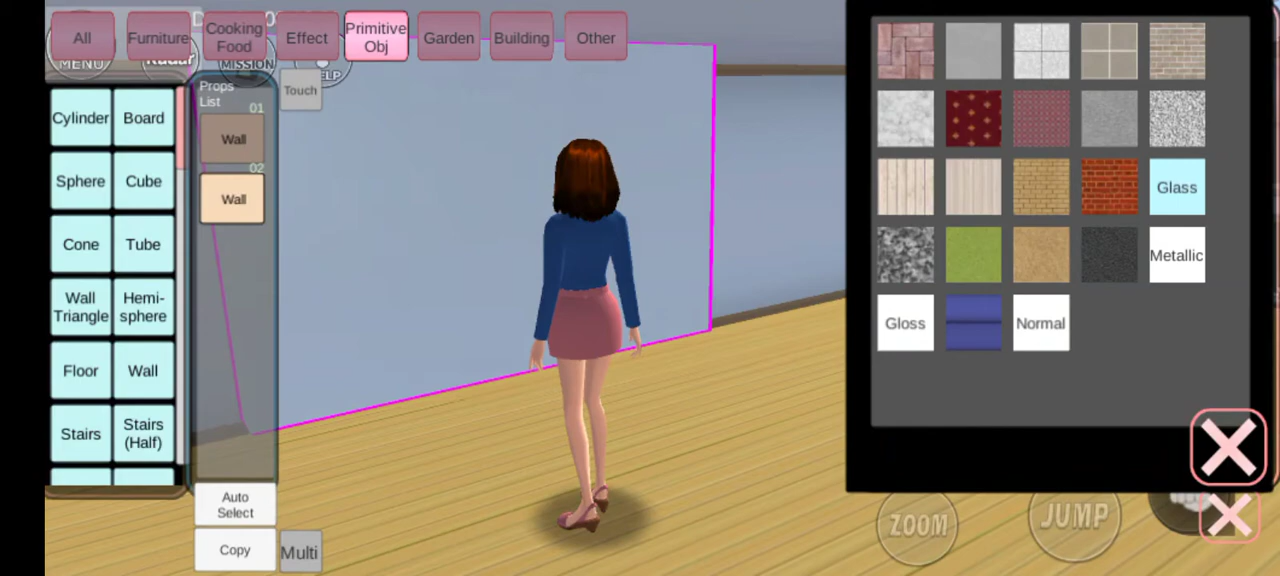 All
Furniture
Cooking
Food
Effect
Primitive
Obj
Garden
Building
Other
MENU
Radar
MISSION
HELP
Props
List
Touch
01
Wall
02
Wall
Cylinder
Board
Sphere
Cube
Cone
Tube
Wall
Triangle
Hemi-
sphere
Floor
Wall
Stairs
Stairs
(Half)
Auto
Select
Copy
Multi
Glass
Metallic
Gloss
Normal
ZOOM
JUMP